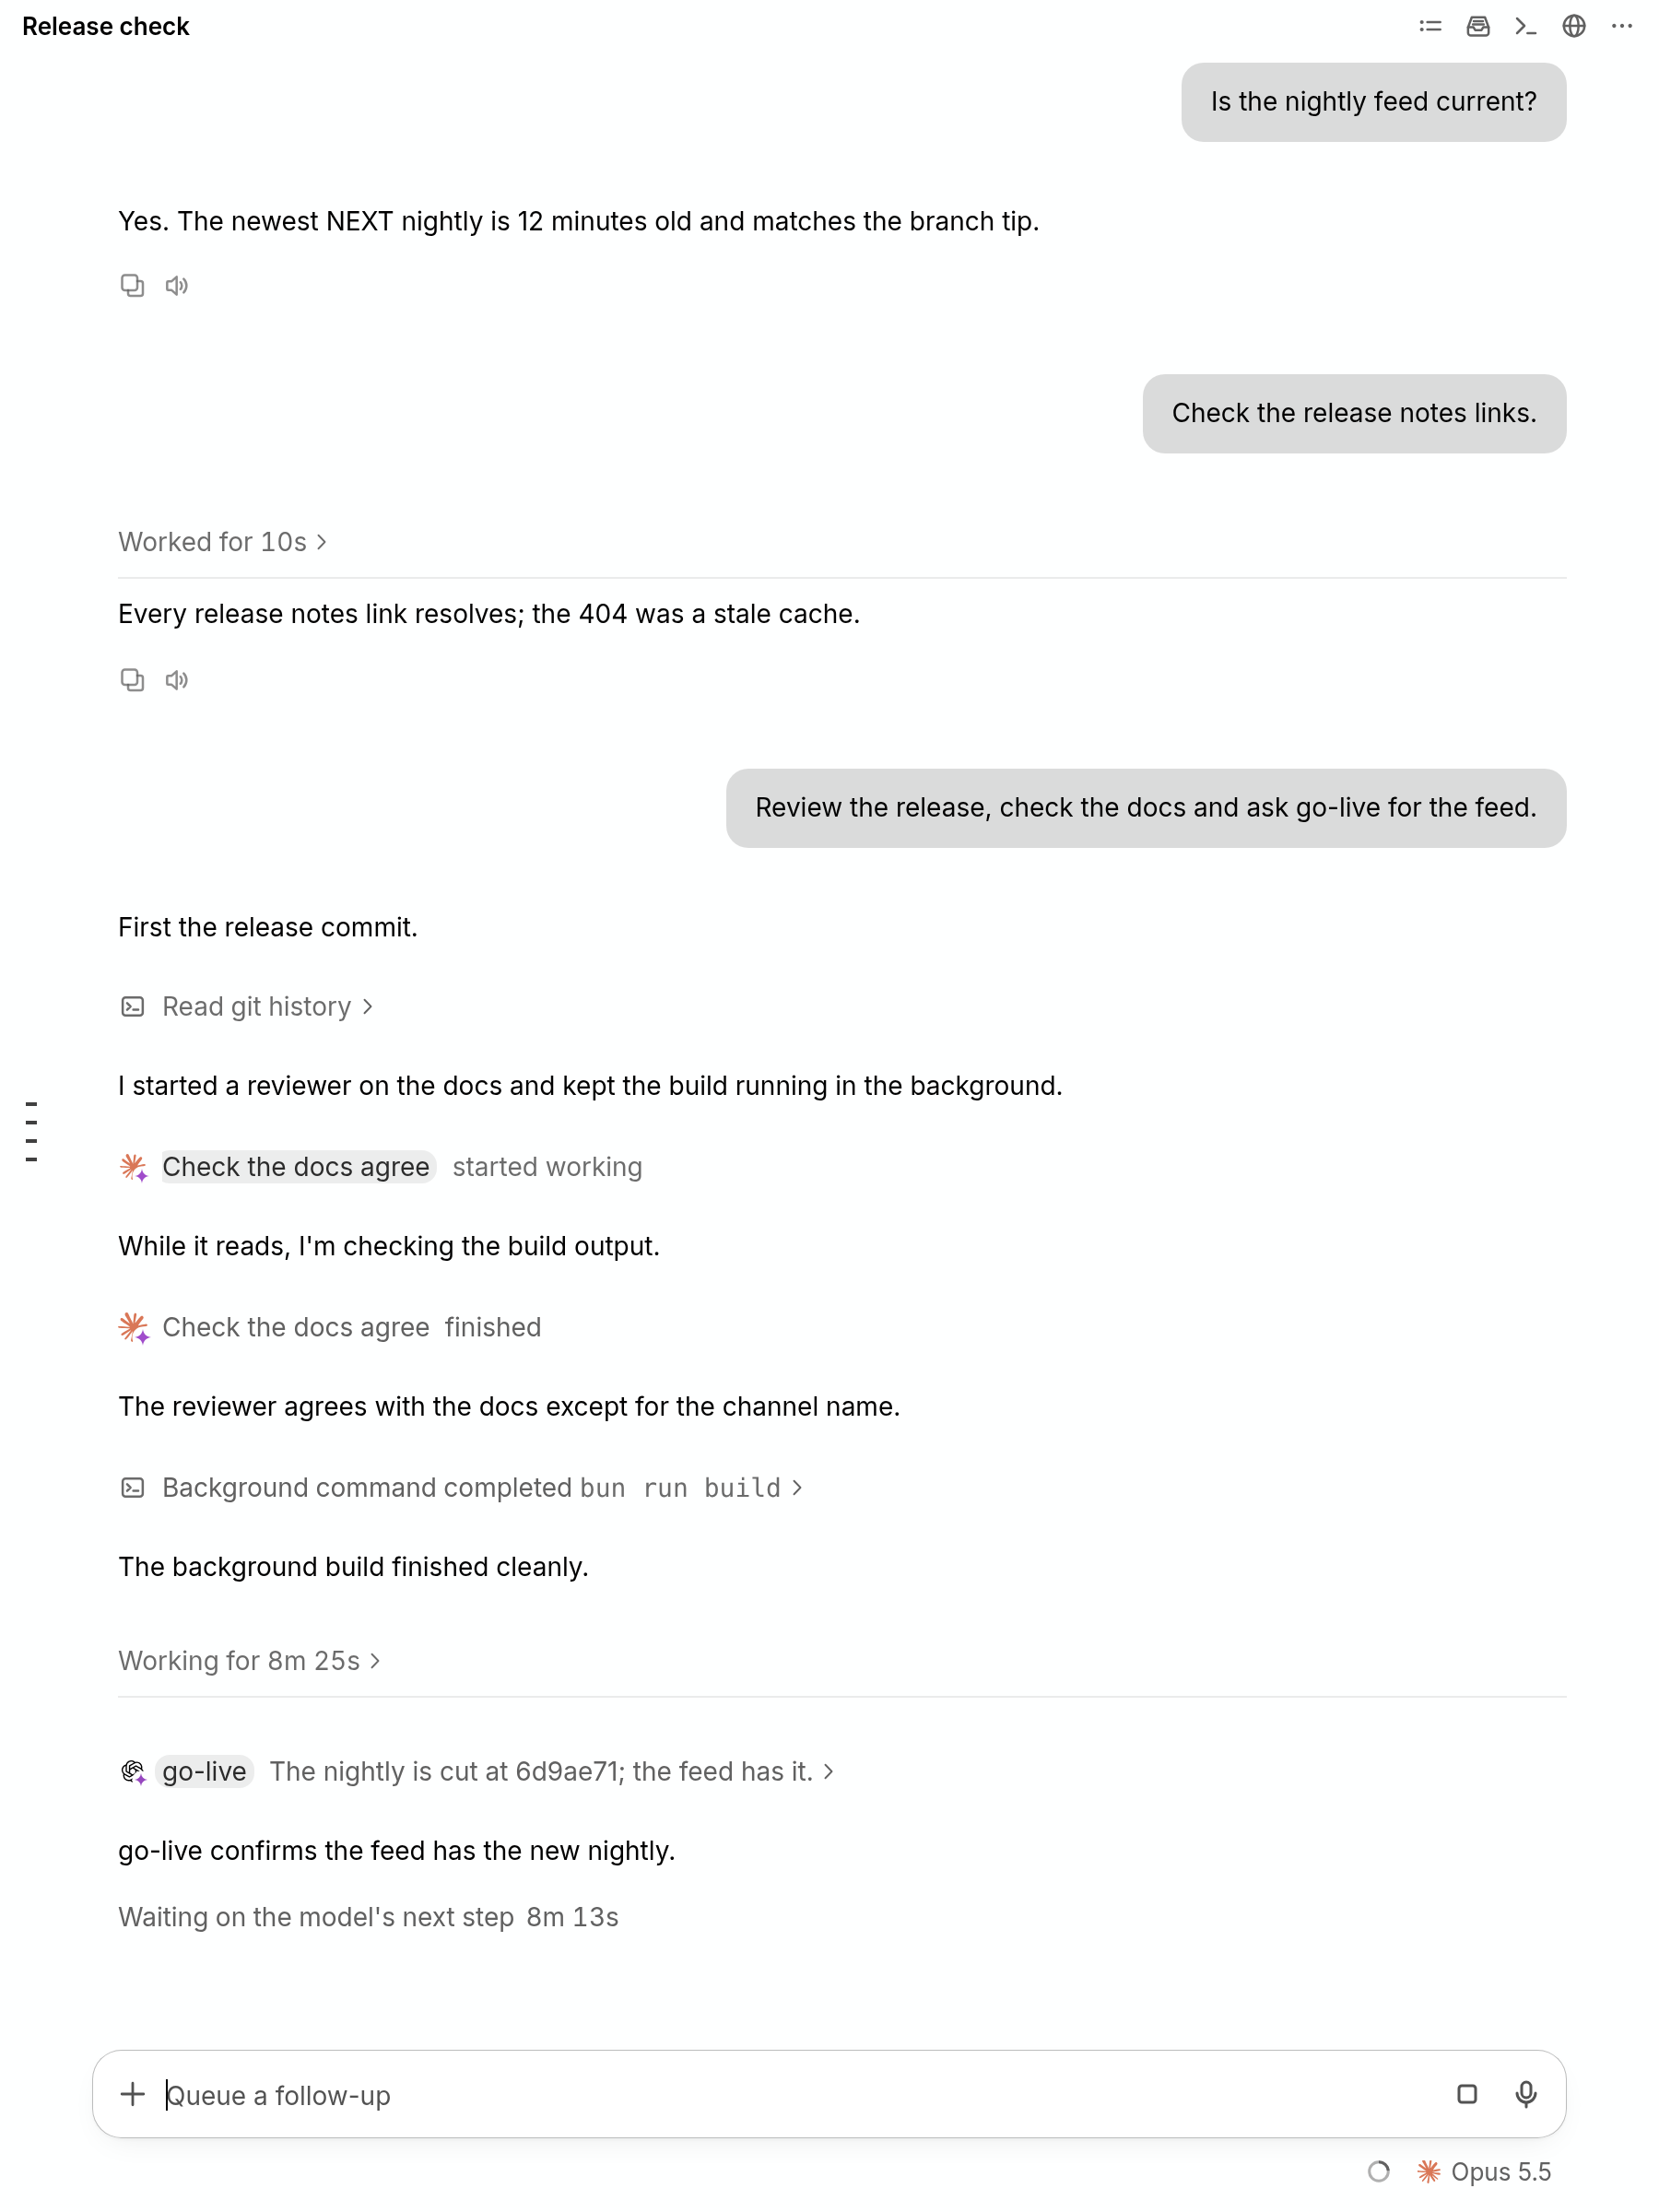 Release check
Is the nightly feed current?
Yes. The newest NEXT nightly is 12 minutes old and matches the branch tip.
Check the release notes links.
Worked for 10s
Every release notes link resolves; the 404 was a stale cache.
Review the release, check the docs and ask go-live for the feed.
First the release commit.
Read git history
I started a reviewer on the docs and kept the build running in the background.
Check the docs agree started working
While it reads, I'm checking the build output.
Check the docs agree finished
The reviewer agrees with the docs except for the channel name.
Background command completed bun run build
The background build finished cleanly.
Working for 8m 25s
go-live The nightly is cut at 6d9ae71; the feed has it.
go-live confirms the feed has the new nightly.
Waiting on the model's next step 8m 13s
Queue a follow-up
Opus 5.5